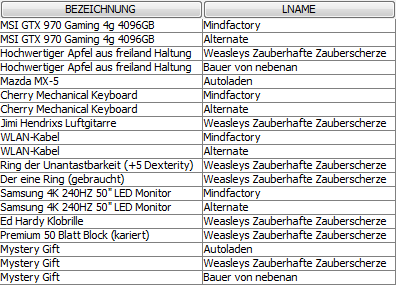 BEZEICHNUNG LNAME
MSI GTX 970 Gaming 4g 4096GB Mindfactory
MSI GTX 970 Gaming 4g 4096GB Alternate
Hochwertiger Apfel aus freiland Haltung Weasleys Zauberhafte Zauberscherze
Hochwertiger Apfel aus freiland Haltung Bauer von nebenan
Mazda MX-5 Autoladen
Cherry Mechanical Keyboard Mindfactory
Cherry Mechanical Keyboard Alternate
Jimi Hendrixs Luftgitarre Weasleys Zauberhafte Zauberscherze
WLAN-Kabel Mindfactory
WLAN-Kabel Alternate
Ring der Unantastbarkeit (+5 Dexterity) Weasleys Zauberhafte Zauberscherze
Der eine Ring (gebraucht) Weasleys Zauberhafte Zauberscherze
Samsung 4K 240HZ 50" LED Monitor Mindfactory
Samsung 4K 240HZ 50" LED Monitor Alternate
Ed Hardy Klobrille Weasleys Zauberhafte Zauberscherze
Premium 50 Blatt Block (kariert) Weasleys Zauberhafte Zauberscherze
Mystery Gift Autoladen
Mystery Gift Weasleys Zauberhafte Zauberscherze
Mystery Gift Bauer von nebenan